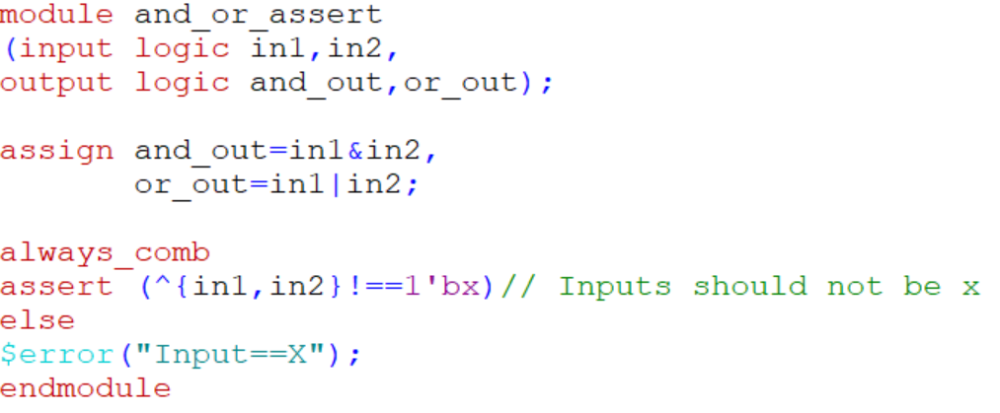 module and_or_assert
(input logic in1,in2,
output logic and_out,or_out);
assign and_out=in1&in2,
or_out=in1|in2;
always_comb
assert (^{in1,in2}!==1'bx)// Inputs should not be x
else
$error("Input==X");
endmodule